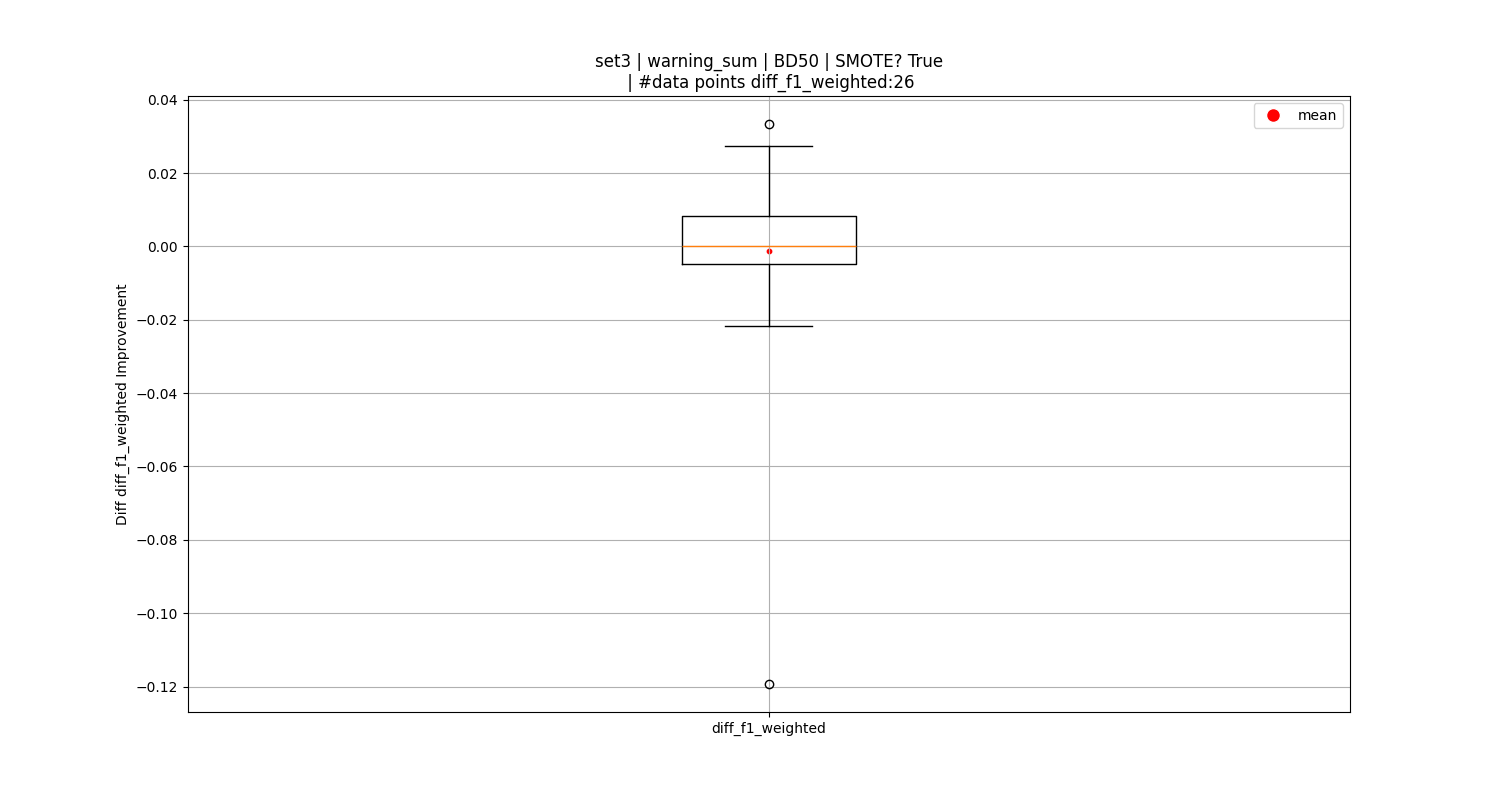 set3 | warning_sum | BD50 | SMOTE? True
| #data points diff_f1_weighted:26
mean
0.04
0.02
0.00
−0.02
−0.04
−0.06
−0.08
−0.10
−0.12
Diff diff_f1_weighted Improvement
diff_f1_weighted